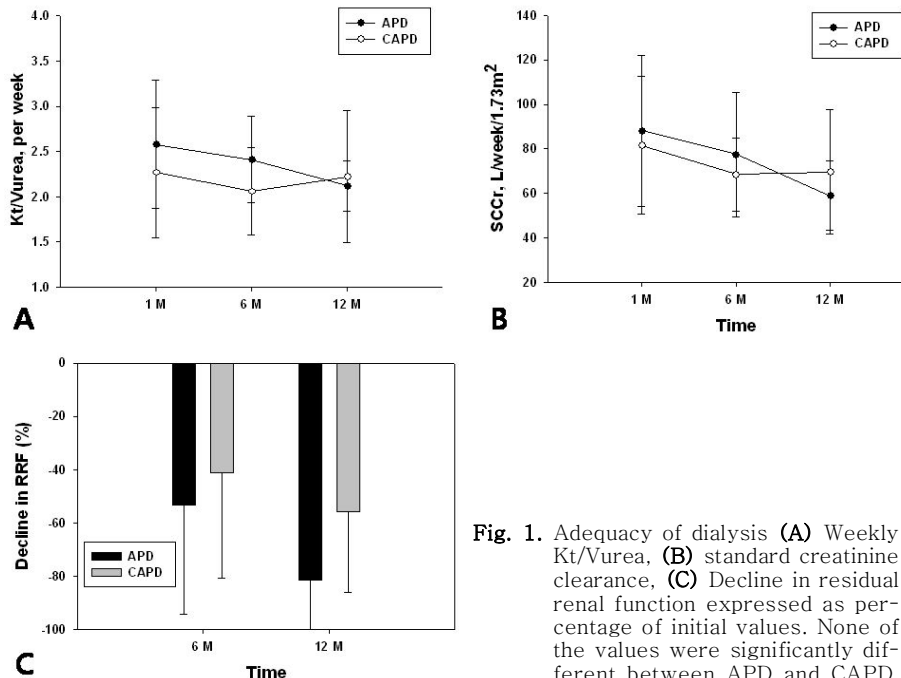 4.0
3.5
3.0
2.5
2.0
1.5
1.0
Kt/Vurea, per week
APD
CAPD
1 M
6 M
12 M
A
140
120
100
80
60
40
20
SCCr, L/week/1.73m²
APD
CAPD
1 M
6 M
12 M
Time
B
0
-20
-40
-60
-80
-100
Decline in RRF (%)
APD
CAPD
6 M
12 M
Time
C
Fig. 1. Adequacy of dialysis (A) Weekly
Kt/Vurea, (B) standard creatinine
clearance, (C) Decline in residual
renal function expressed as per-
centage of initial values. None of
the values were significantly dif-
ferent between APD and CAPD.